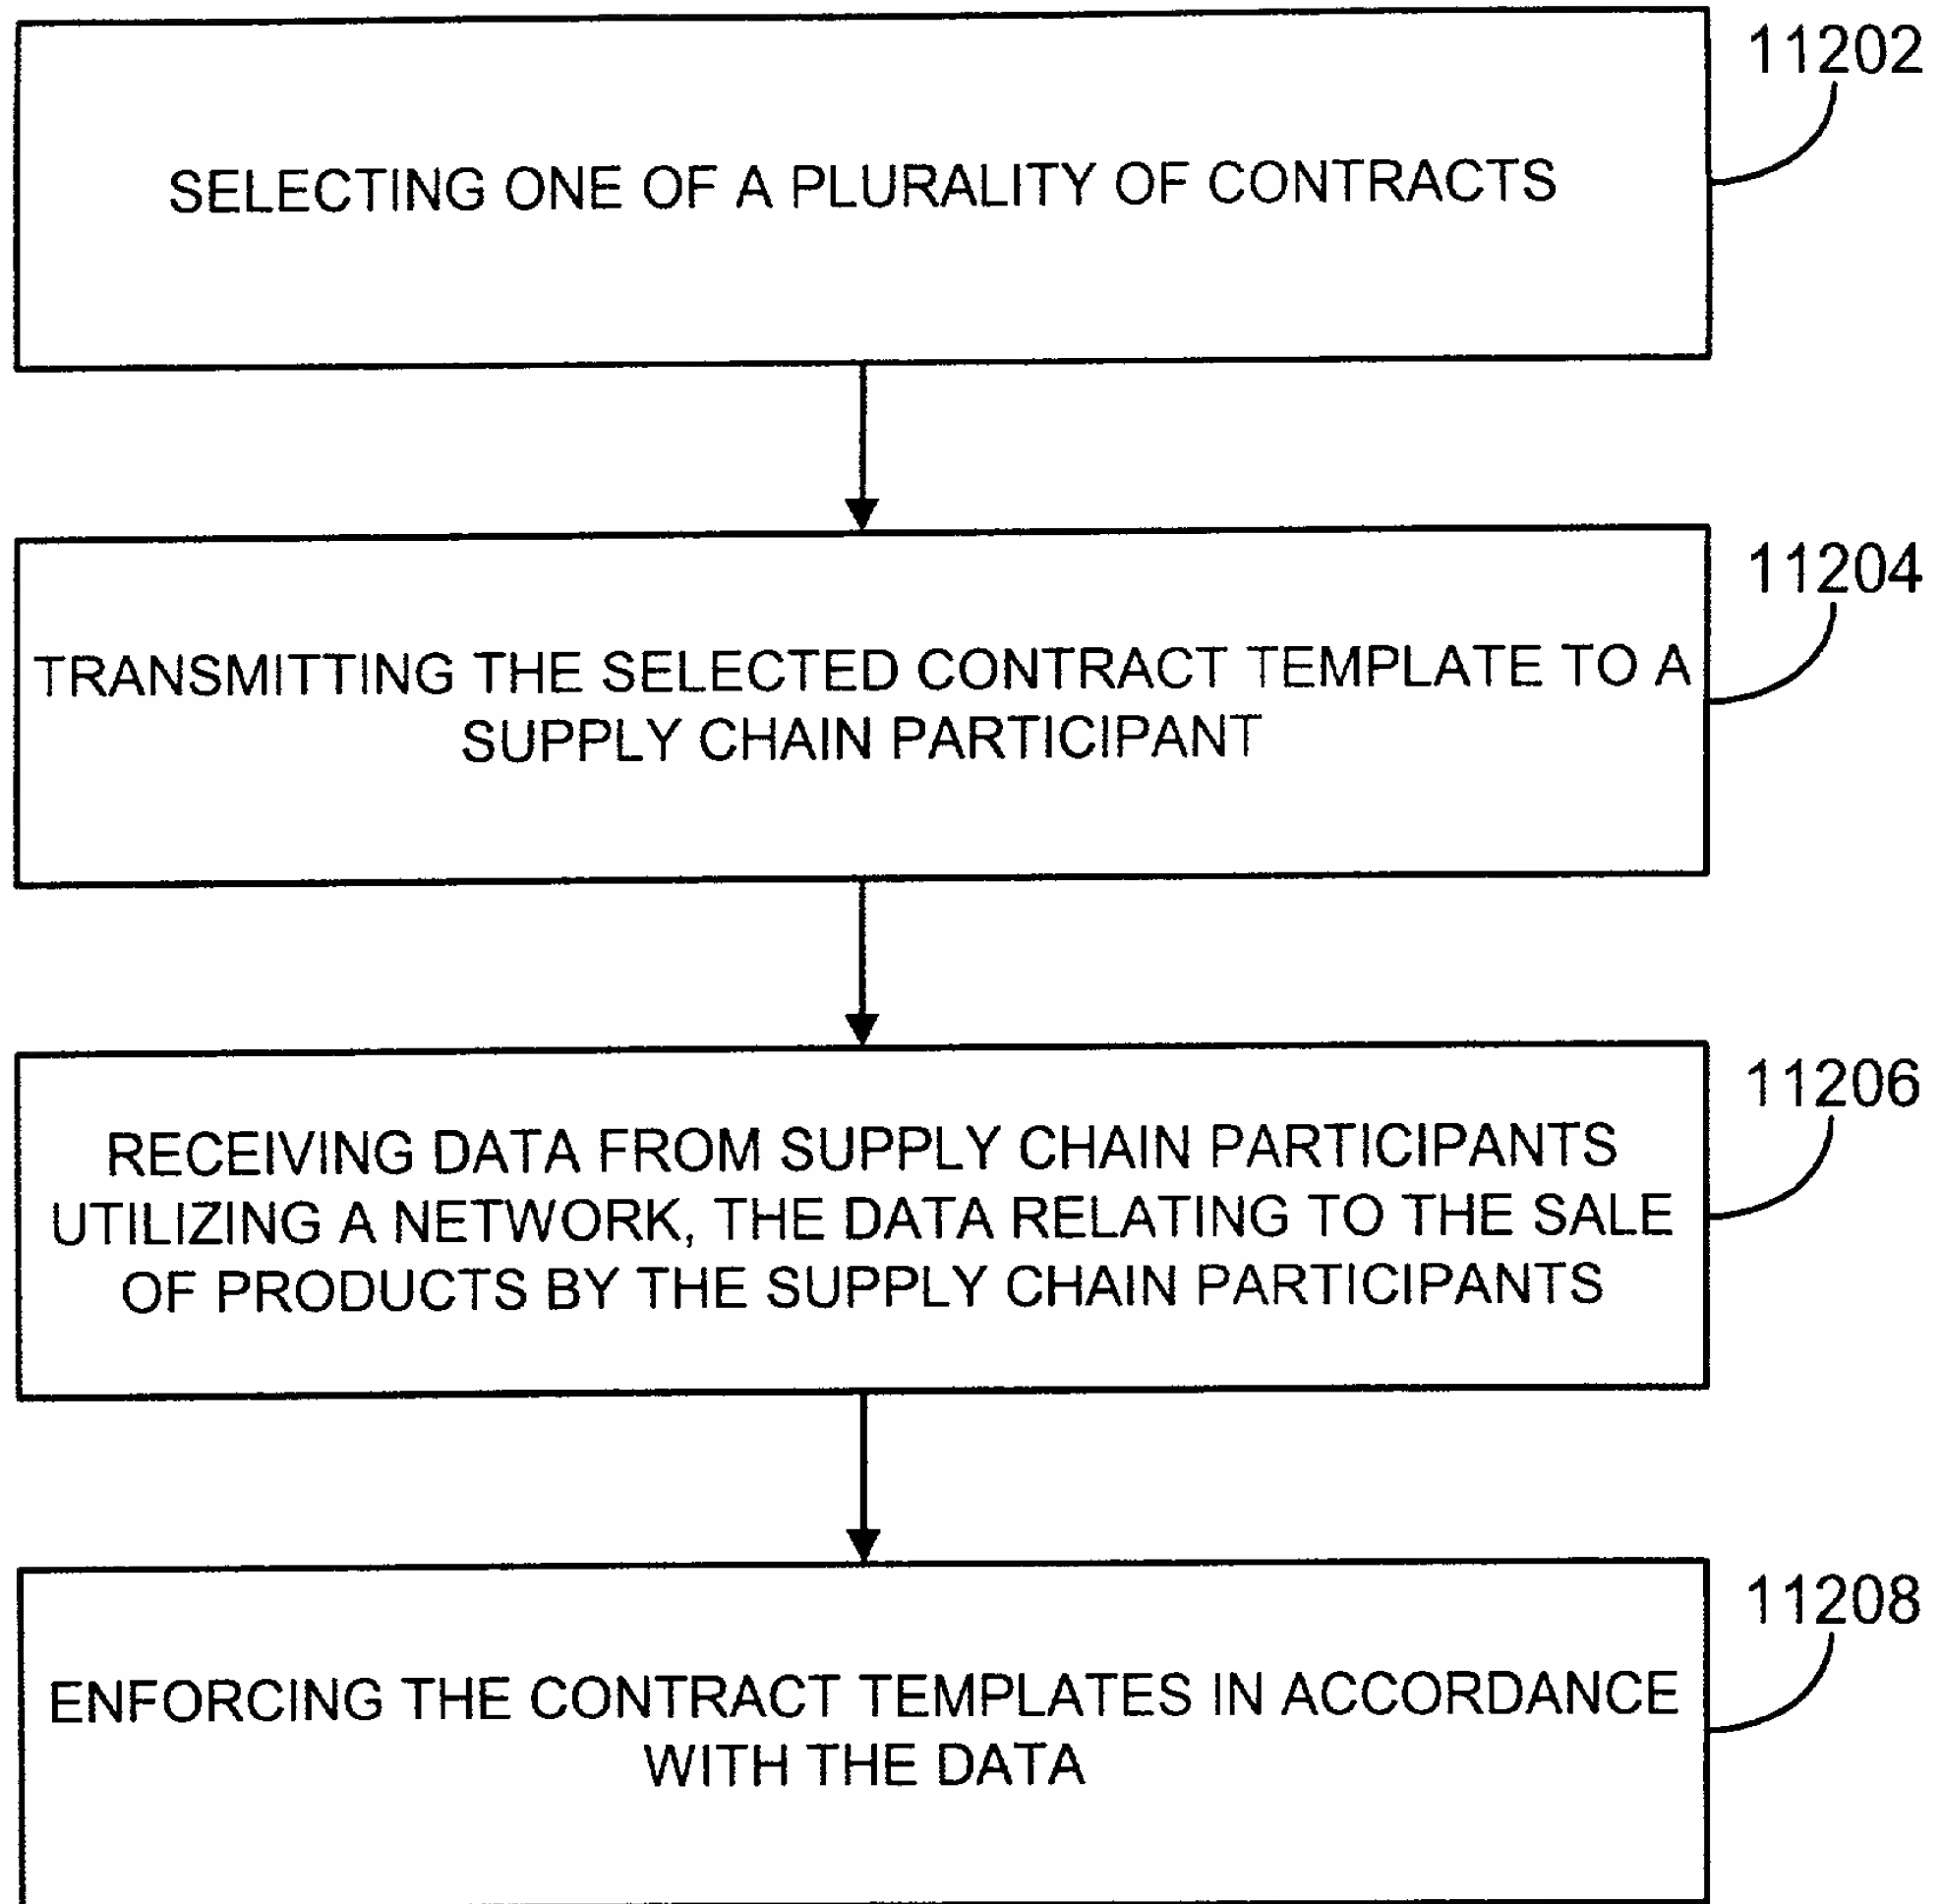 11202
SELECTING ONE OF A PLURALITY OF CONTRACTS
11204
TRANSMITTING THE SELECTED CONTRACT TEMPLATE TO A
SUPPLY CHAIN PARTICIPANT
11206
RECEIVING DATA FROM SUPPLY CHAIN PARTICIPANTS
UTILIZING A NETWORK, THE DATA RELATING TO THE SALE
OF PRODUCTS BY THE SUPPLY CHAIN PARTICIPANTS
11208
ENFORCING THE CONTRACT TEMPLATES IN ACCORDANCE
WITH THE DATA